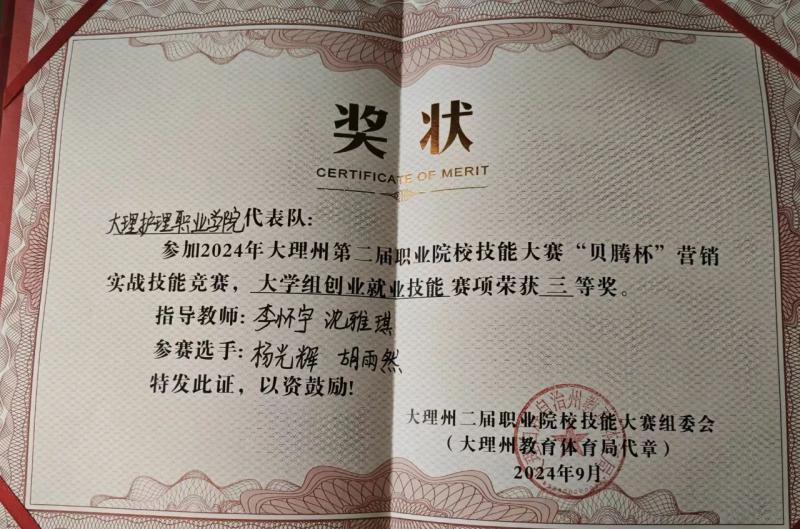 奖状
CERTIFICATE OF MERIT
大理护理职业学院代表队:
参加2024年大理州第二届职业院校技能大赛“贝腾杯”营销
实战技能竞赛，大学组创业就业技能 赛项荣获 三 等奖。
指导教师: 李怀宇 沈雅琪
参赛选手: 杨光辉 胡雨然
特发此证，以资鼓励!
大理州二届职业院校技能大赛组委会
（大理州教育体育局代章）
2024年9月